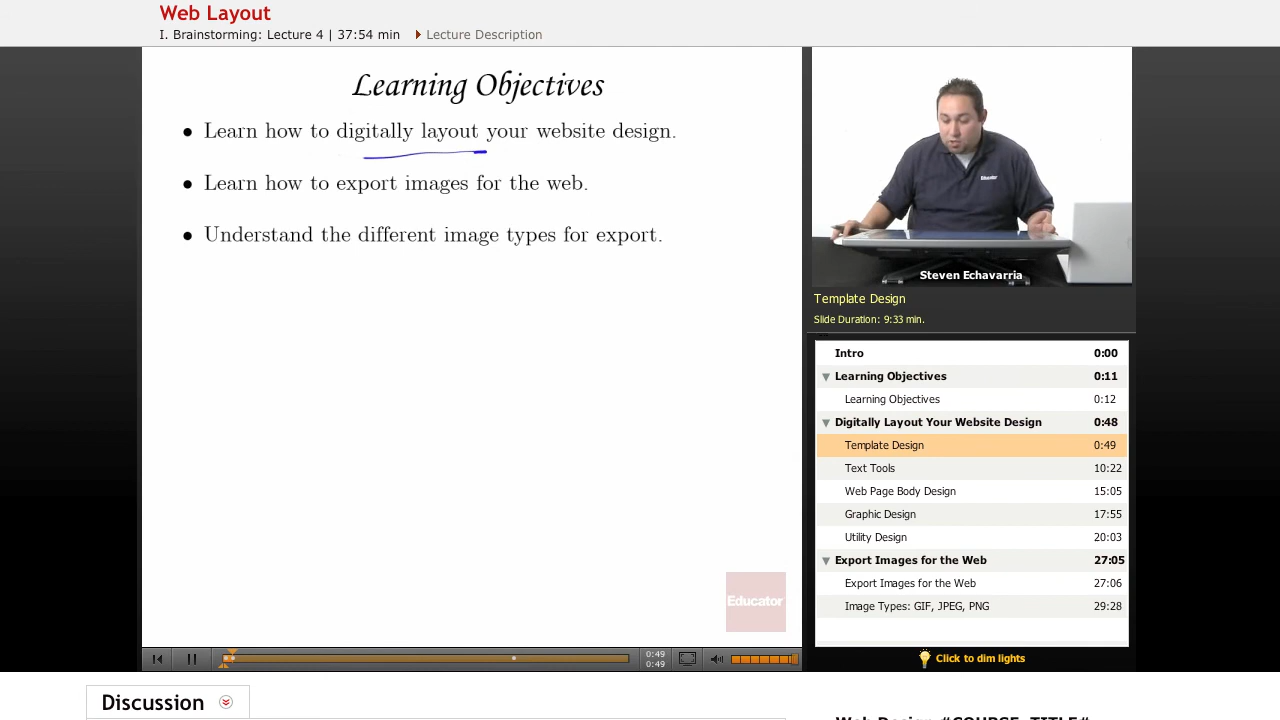 Web Layout
I. Brainstorming: Lecture 4 | 37:54 min Lecture Description
Learning Objectives
• Learn how to digitally layout your website design.
• Learn how to export images for the web.
• Understand the different image types for export.
Educator
Educator
Steven Echavarria
Template Design
Slide Duration: 9:33 min.
Intro 0:00
Learning Objectives 0:11
Learning Objectives 0:12
Digitally Layout Your Website Design 0:48
Template Design 0:49
Text Tools 10:22
Web Page Body Design 15:05
Graphic Design 17:55
Utility Design 20:03
Export Images for the Web 27:05
Export Images for the Web 27:06
Image Types: GIF, JPEG, PNG 29:28
0:49
0:49
Click to dim lights
Discussion
Web Design #COURSE_TITLE#